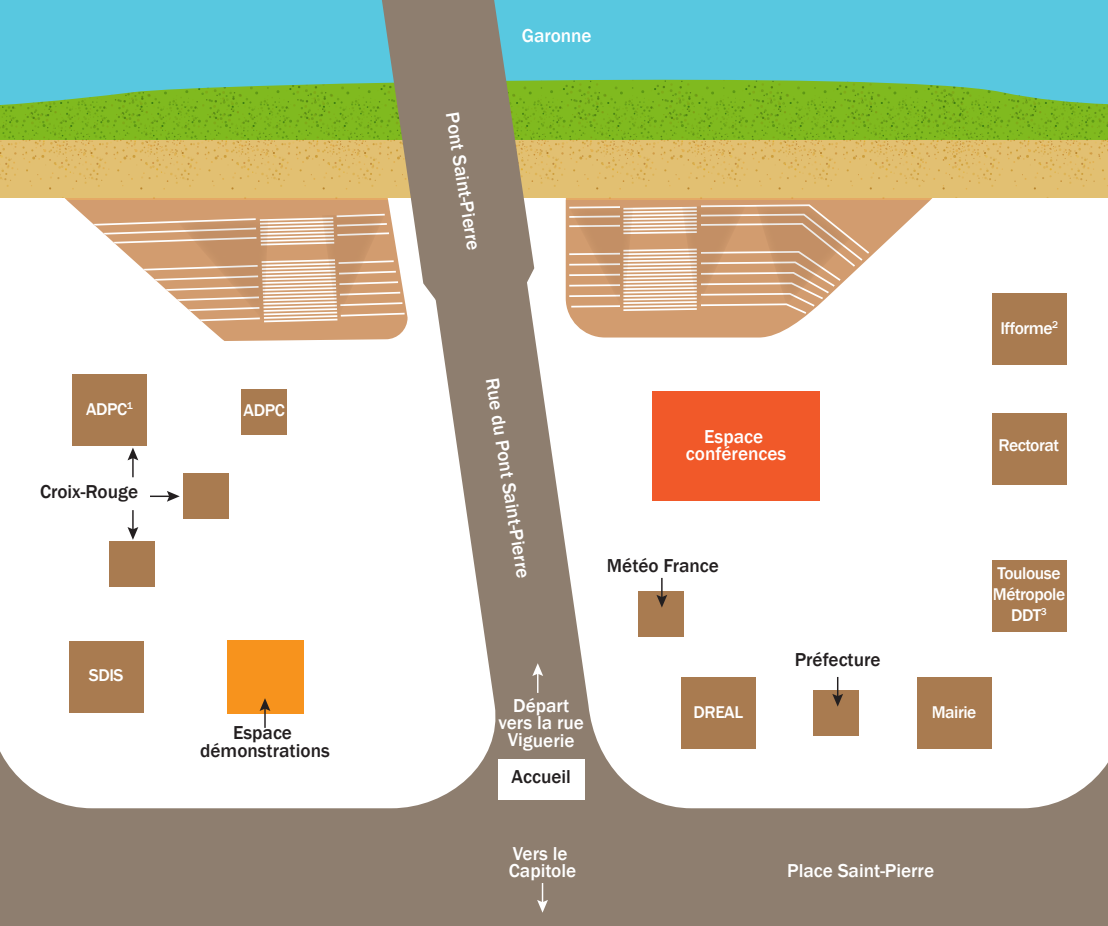 Garonne
Pont Saint-Pierre
Ifforme²
Rue du Pont Saint-Pierre
ADPC¹
ADPC
Espace
conférences
Rectorat
Croix-Rouge
Météo France
Toulouse
Métropole
DDT³
SDIS
Préfecture
Espace
démonstrations
Départ
vers la rue
Viguerie
DREAL
Mairie
Accueil
Vers le
Capitole
Place Saint-Pierre